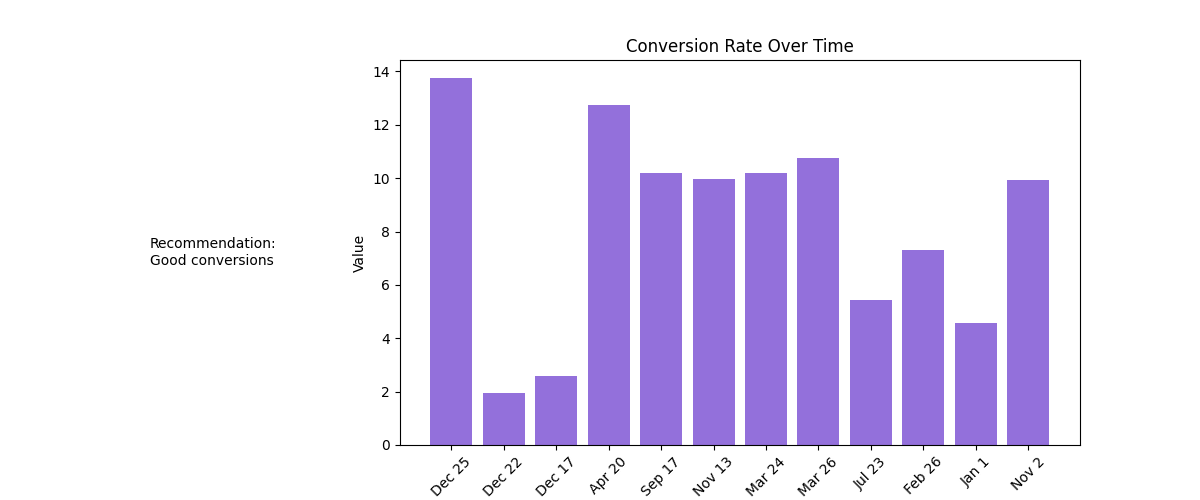 Conversion Rate Over Time
Recommendation:
Good conversions
Value
14
12
10
8
6
4
2
0
Dec 25
Dec 22
Dec 17
Apr 20
Sep 17
Nov 13
Mar 24
Mar 26
Jul 23
Feb 26
Jan 1
Nov 2